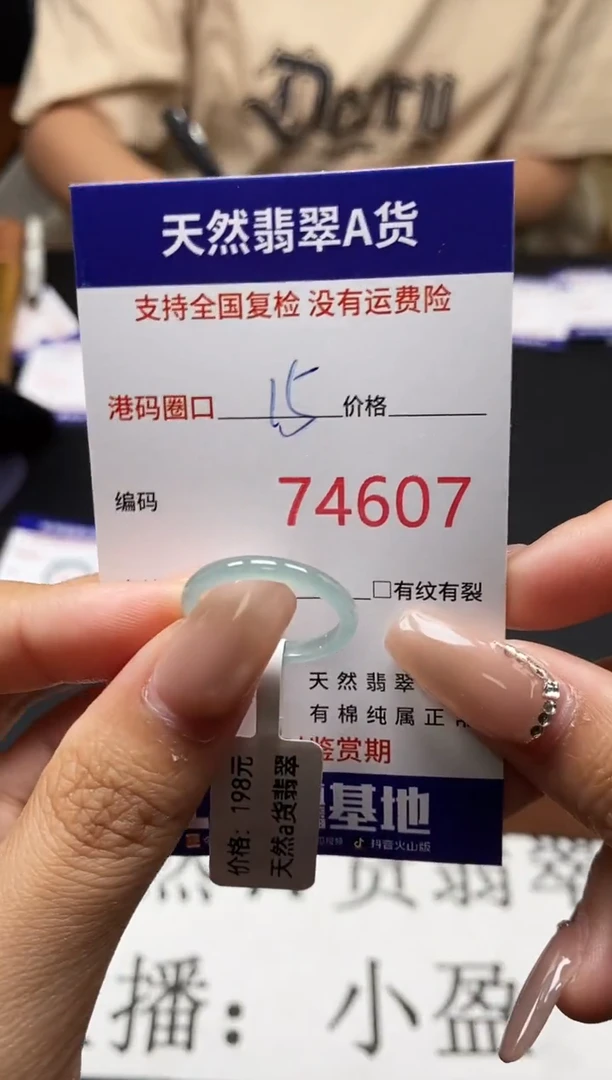 天然翡翠A货
支持全国复检 没有运费险
港码圈口 15 价格
编码 74607
□有纹有裂
天然翡翠
有棉纯属正
鉴赏期
基地
抖音火山版
价格：198元
天然a货翡翠
货翡翠
播：小盈